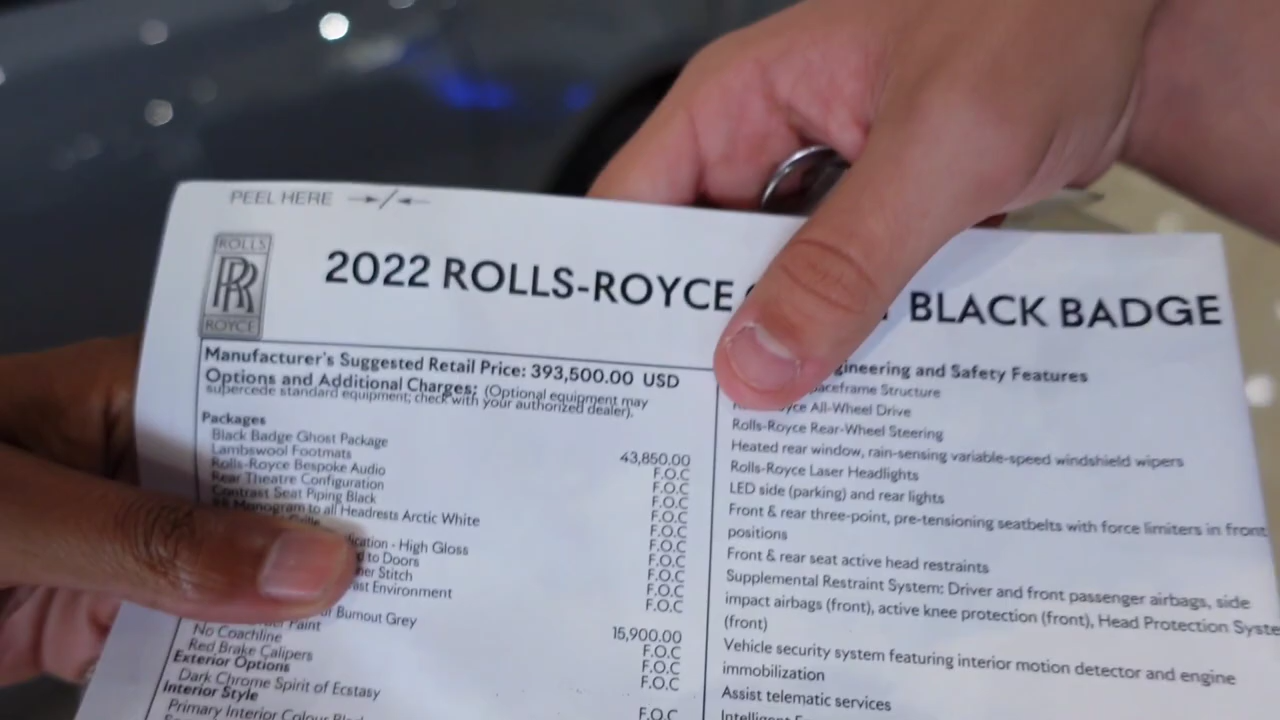 PEEL HERE
ROLLS
RR
ROYCE
2022 ROLLS-ROYCE BLACK BADGE
Manufacturer's Suggested Retail Price: 393,500.00 USD
Options and Additional Charges: (Optional equipment may
supercede standard equipment; check with your authorized dealer).
Packages
Black Badge Ghost Package 43,850.00
Lambswool Footmats F.O.C
Rolls-Royce Bespoke Audio F.O.C
Rear Theatre Configuration F.O.C
Contrast Seat Piping Black F.O.C
RR Monogram to all Headrests Arctic White F.O.C
Grille F.O.C
- High Gloss F.O.C
to Doors F.O.C
Stitch F.O.C
Environment F.O.C
Burnout Grey
Paint 15,900.00
No Coachline F.O.C
Red Brake Calipers F.O.C
Exterior Options
Dark Chrome Spirit of Ecstasy F.O.C
Interior Style
Primary Interior Colour F.O.C
and Safety Features
Structure
All-Wheel Drive
Rolls-Royce Rear-Wheel Steering
Heated rear window, rain-sensing variable-speed windshield wipers
Rolls-Royce Laser Headlights
LED side (parking) and rear lights
Front & rear three-point, pre-tensioning seatbelts with force limiters in front
positions
Front & rear seat active head restraints
Supplemental Restraint System: Driver and front passenger airbags, side
impact airbags (front), active knee protection (front), Head Protection Syste
(front)
Vehicle security system featuring interior motion detector and engine
immobilization
Assist telematic services